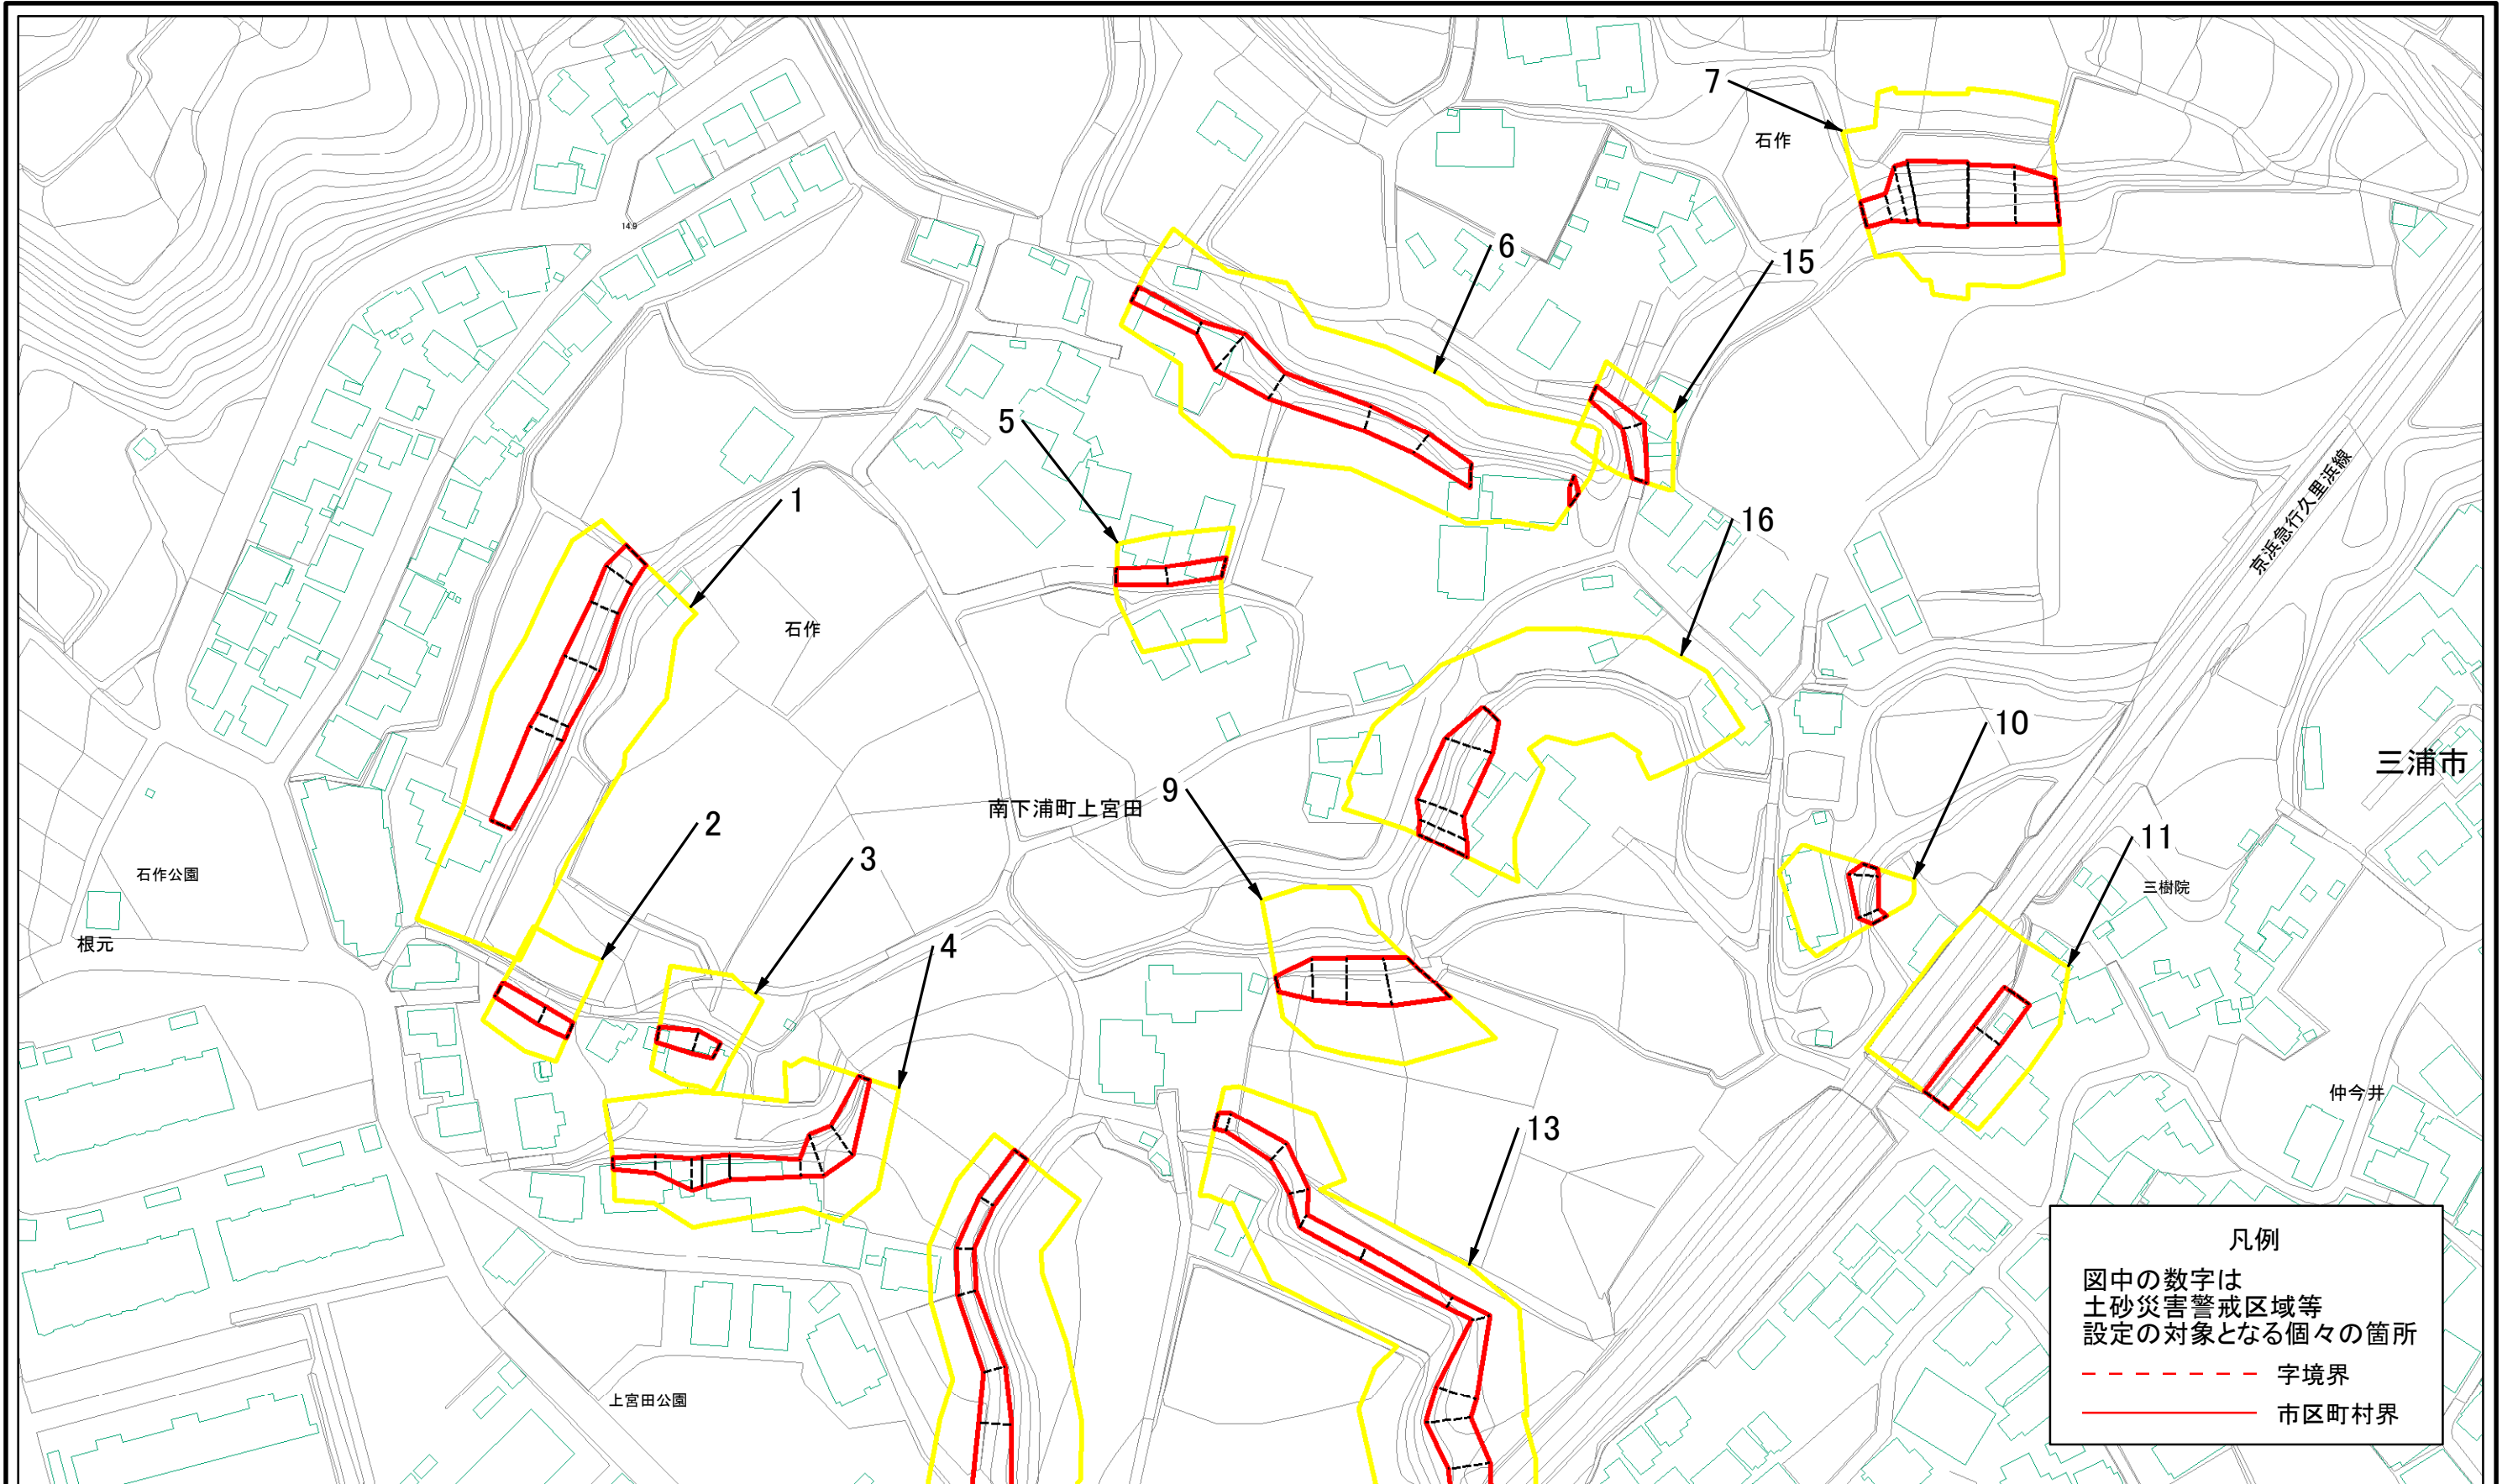 7
石作
14.9
6
15
5
京浜急行久里浜線
1
16
石作
10
三浦市
9
南下浦町上宮田
2
11
3
石作公園
三樹院
根元
4
仲今井
13
上宮田公園
凡例
図中の数字は
土砂災害警戒区域等
設定の対象となる個々の箇所
字境界
市区町村界